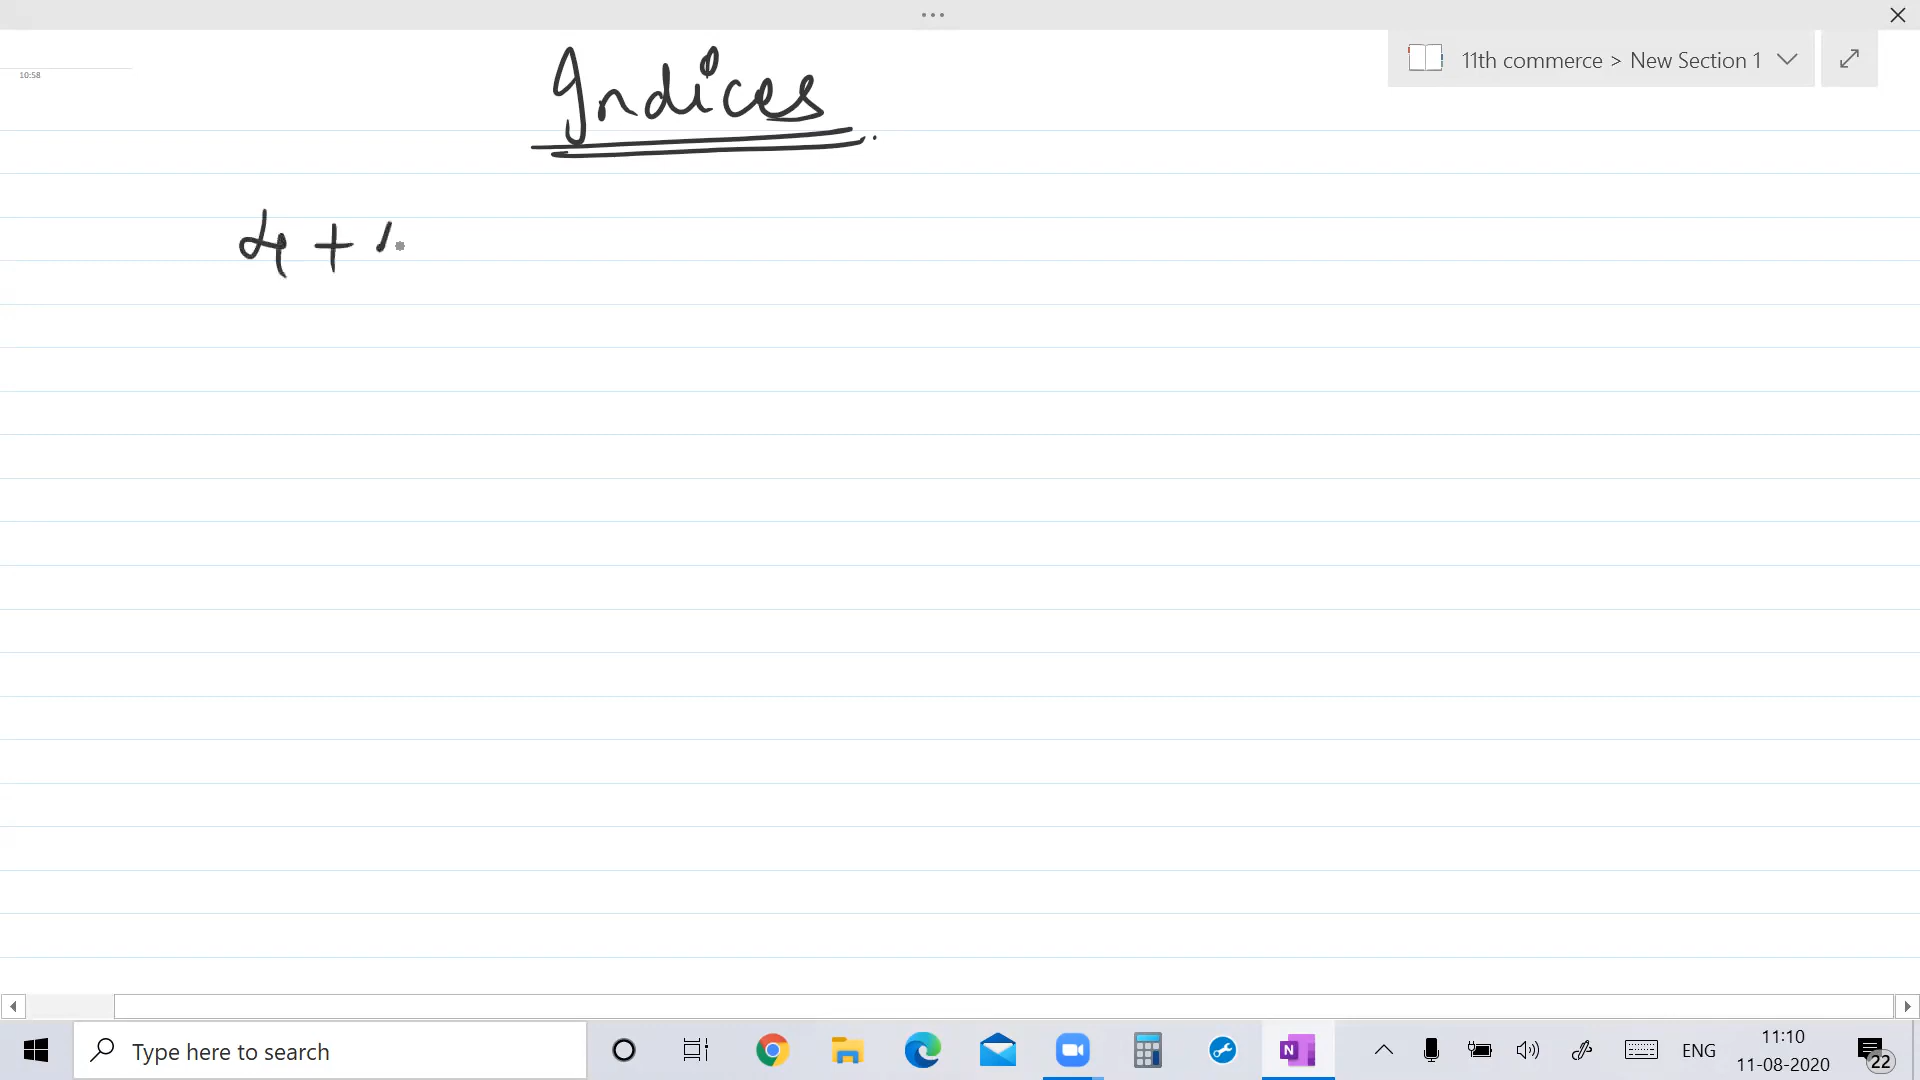 11th commerce > New Section 1
10:58
Indices
4 +
Type here to search
ENG
11:10
11-08-2020
22
N